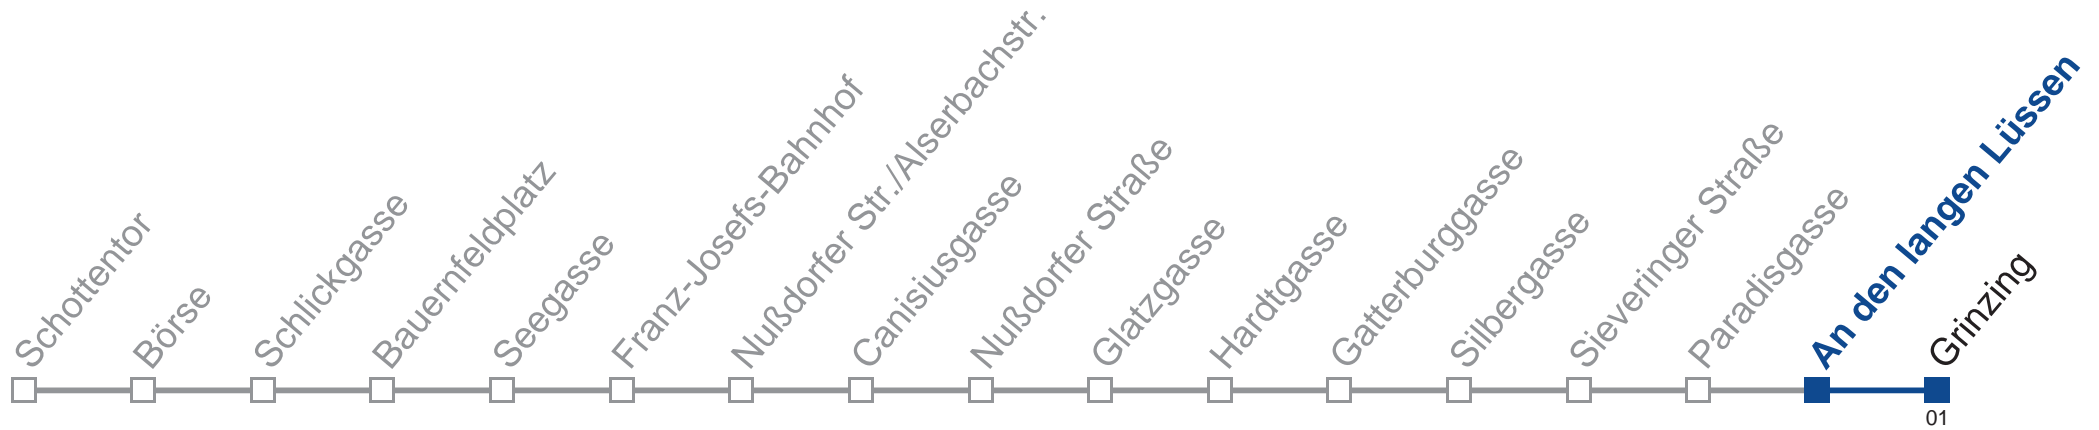 Schottentor
Börse
Schlickgasse
Bauernfeldplatz
Seegasse
Franz-Josefs-Bahnhof
Nußdorfer Str./Alserbachstr.
Canisiusgasse
Nußdorfer Straße
Glatzgasse
Hardtgasse
Gatterburggasse
Silbergasse
Sieveringer Straße
Paradisgasse
An den langen Lüssen
Grinzing
01